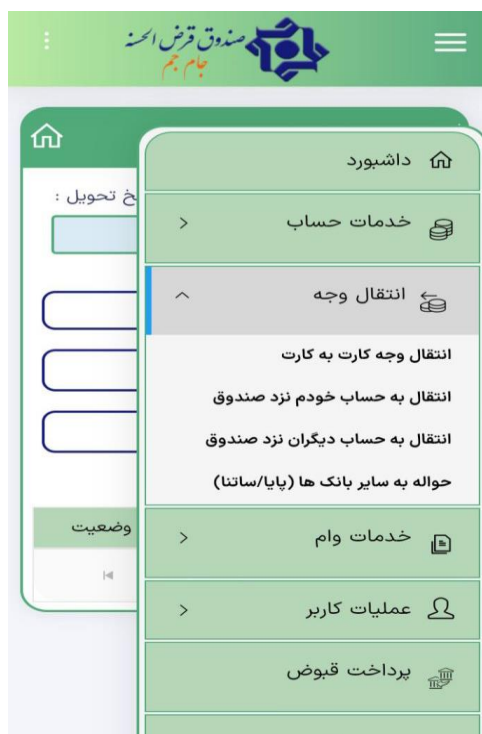 صندوق قرض الحسنه
جام جم
داشبورد
خ تحویل :
خدمات حساب
انتقال وجه
انتقال وجه کارت به کارت
انتقال به حساب خودم نزد صندوق
انتقال به حساب دیگران نزد صندوق
حواله به سایر بانک ها (پایا/ساتنا)
وضعیت
خدمات وام
عملیات کاربر
پرداخت قبوض